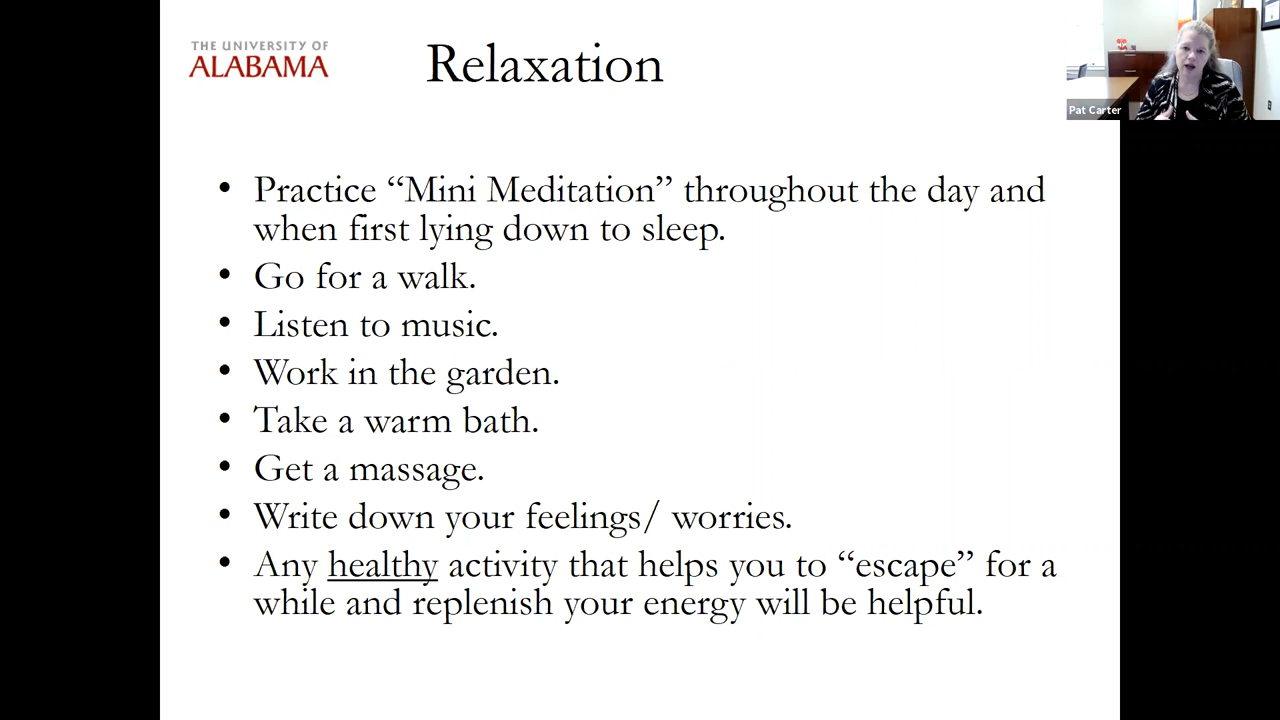 THE UNIVERSITY OF
ALABAMA
Relaxation
Pat Carter
• Practice “Mini Meditation” throughout the day and
when first lying down to sleep.
• Go for a walk.
• Listen to music.
• Work in the garden.
• Take a warm bath.
• Get a massage.
• Write down your feelings/ worries.
• Any healthy activity that helps you to “escape” for a
while and replenish your energy will be helpful.